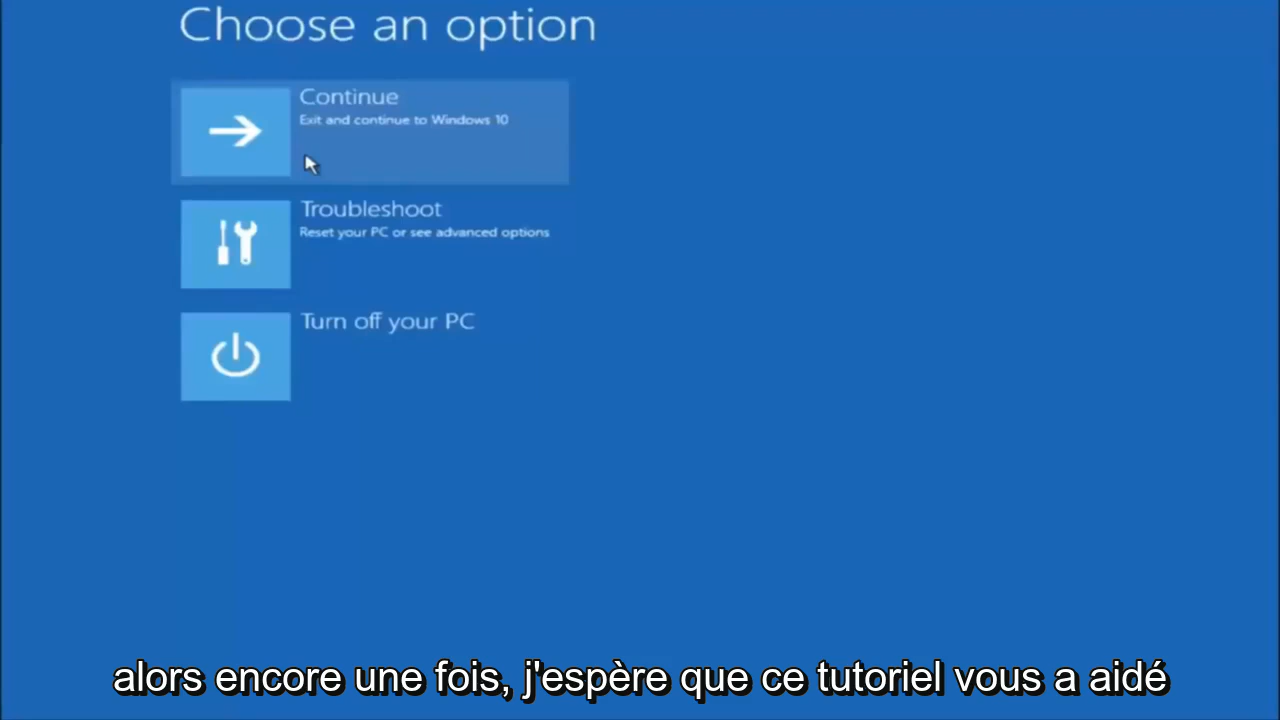 Choose an option
Continue
Exit and continue to Windows 10
Troubleshoot
Reset your PC or see advanced options
Turn off your PC
alors encore une fois, j'espère que ce tutoriel vous a aidé